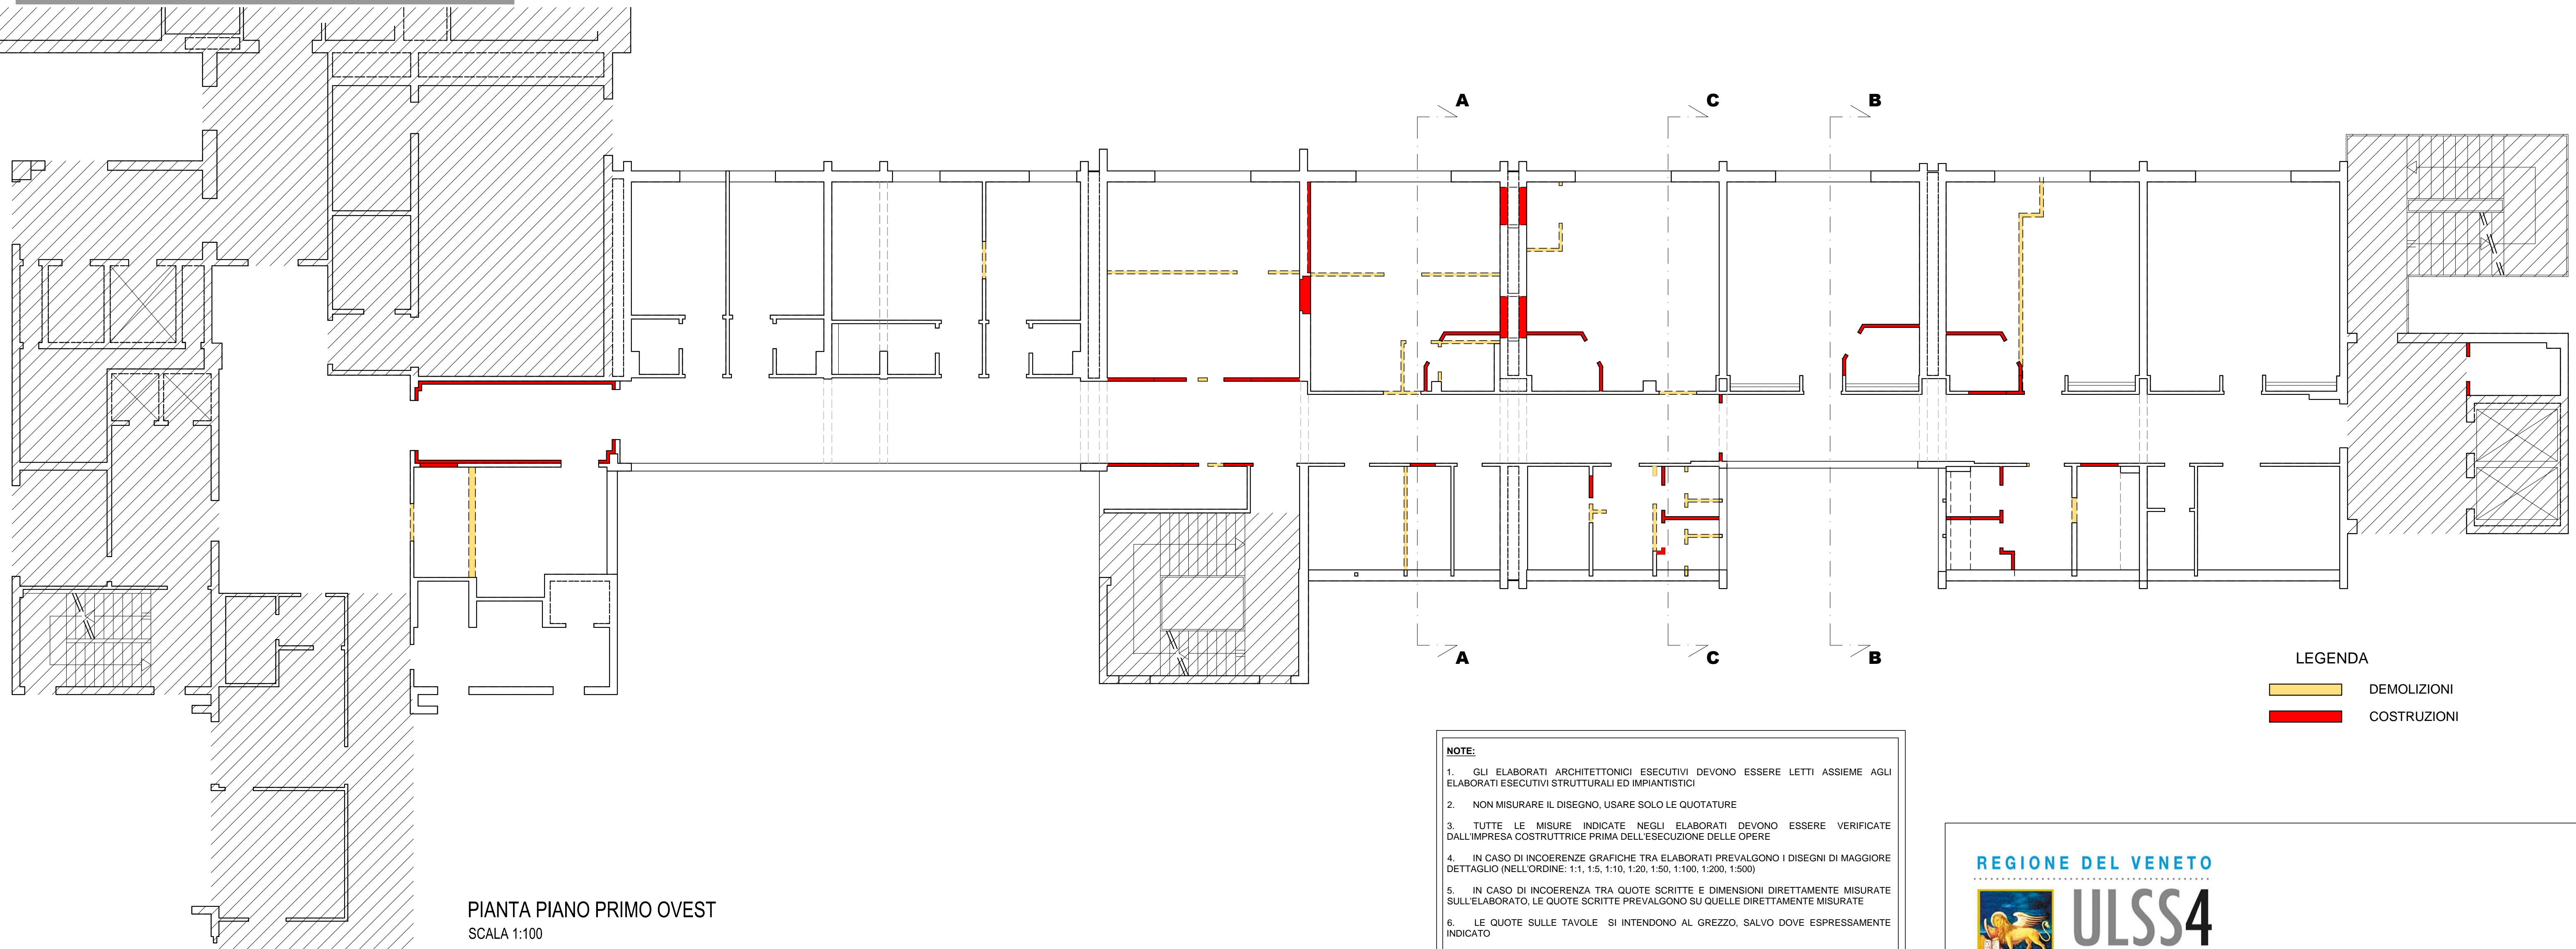 A
C
B
A
C
B
LEGENDA
DEMOLIZIONI
COSTRUZIONI
NOTE:
1. GLI ELABORATI ARCHITETTONICI ESECUTIVI DEVONO ESSERE LETTI ASSIEME AGLI
ELABORATI ESECUTIVI STRUTTURALI ED IMPIANTISTICI
2. NON MISURARE IL DISEGNO, USARE SOLO LE QUOTATURE
3. TUTTE LE MISURE INDICATE NEGLI ELABORATI DEVONO ESSERE VERIFICATE
DALL'IMPRESA COSTRUTTRICE PRIMA DELL'ESECUZIONE DELLE OPERE
4. IN CASO DI INCOERENZE GRAFICHE TRA ELABORATI PREVALGONO I DISEGNI DI MAGGIORE
DETTAGLIO (NELL'ORDINE: 1:1, 1:5, 1:10, 1:20, 1:50, 1:100, 1:200, 1:500)
5. IN CASO DI INCOERENZA TRA QUOTE SCRITTE E DIMENSIONI DIRETTAMENTE MISURATE
SULL'ELABORATO, LE QUOTE SCRITTE PREVALGONO SU QUELLE DIRETTAMENTE MISURATE
6. LE QUOTE SULLE TAVOLE SI INTENDONO AL GREZZO, SALVO DOVE ESPRESSAMENTE
INDICATO
REGIONE DEL VENETO
ULSS4
PIANTA PIANO PRIMO OVEST
SCALA 1:100